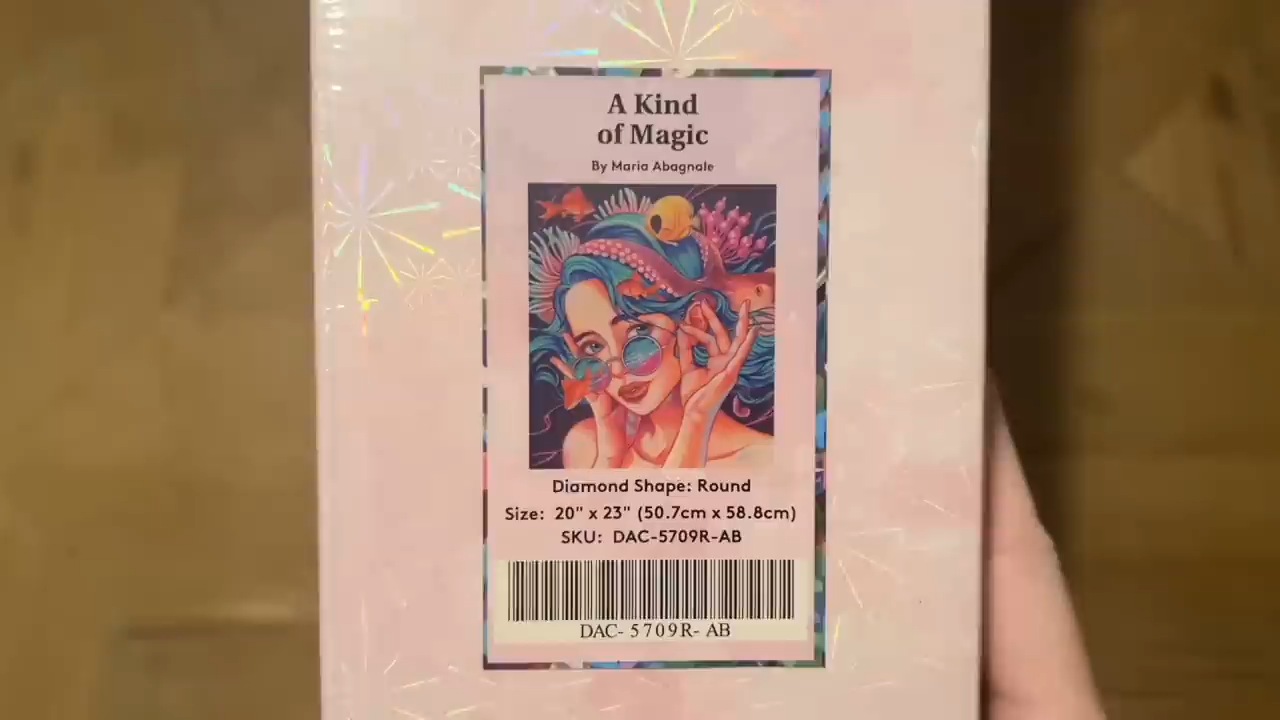 A Kind
of Magic
By Maria Abagnale
Diamond Shape: Round
Size: 20" x 23" (50.7cm x 58.8cm)
SKU: DAC-5709R-AB
DAC- 5709R- AB